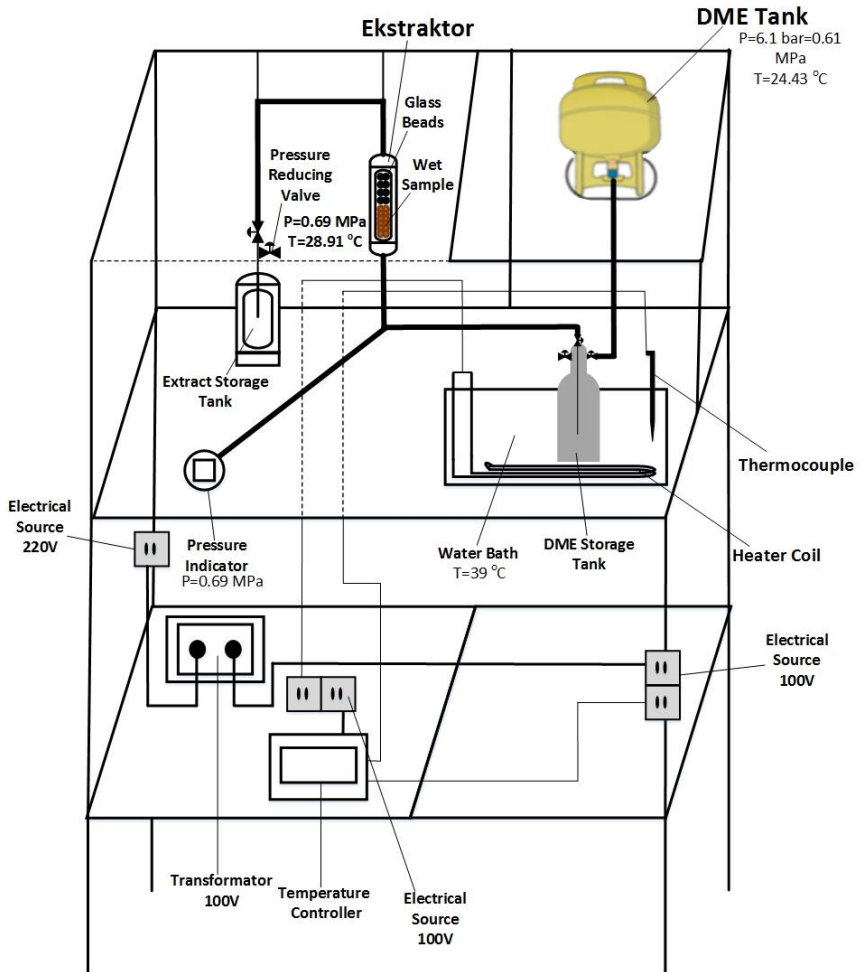 Ekstraktor
DME Tank
P=6.1 bar=0.61
MPa
T=24.43 °C
Glass
Beads
Pressure
Reducing
Valve
Wet
Sample
P=0.69 MPa
T=28.91 °C
Extract Storage
Tank
Thermocouple
Electrical
Source
220V
Pressure
Indicator
P=0.69 MPa
Water Bath
T=39 °C
DME Storage
Tank
Heater Coil
Electrical
Source
100V
Transformator
100V
Temperature
Controller
Electrical
Source
100V